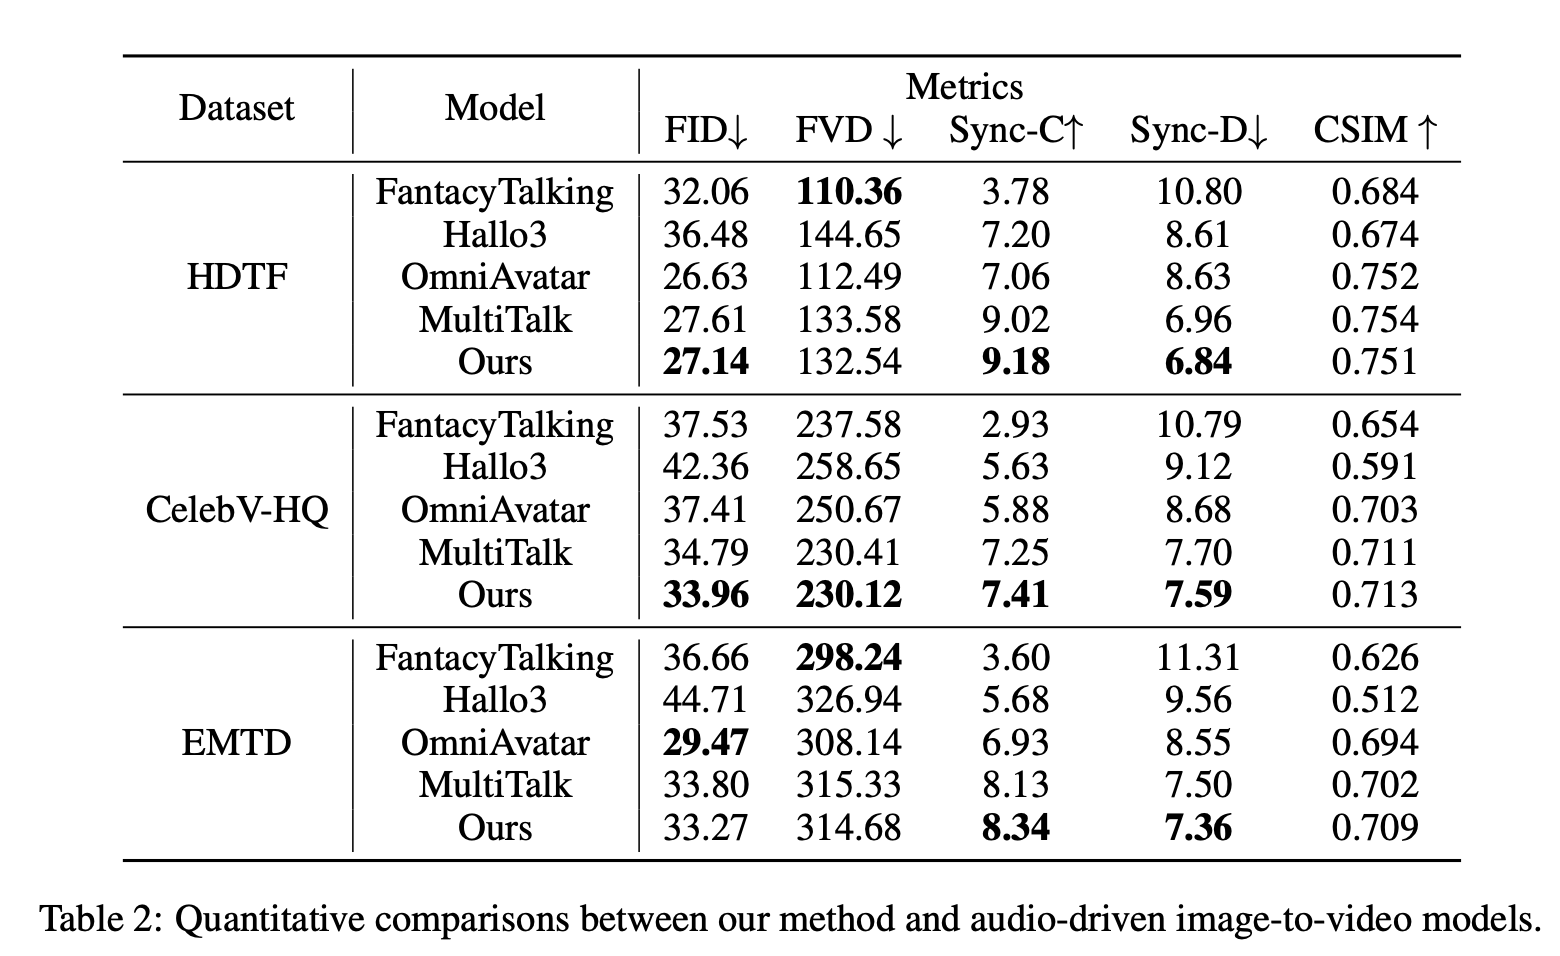 Dataset Model Metrics
FID↓ FVD ↓ Sync-C↑ Sync-D↓ CSIM ↑
HDTF
FantacyTalking 32.06 110.36 3.78 10.80 0.684
Hallo3 36.48 144.65 7.20 8.61 0.674
OmniAvatar 26.63 112.49 7.06 8.63 0.752
MultiTalk 27.61 133.58 9.02 6.96 0.754
Ours 27.14 132.54 9.18 6.84 0.751
CelebV-HQ
FantacyTalking 37.53 237.58 2.93 10.79 0.654
Hallo3 42.36 258.65 5.63 9.12 0.591
OmniAvatar 37.41 250.67 5.88 8.68 0.703
MultiTalk 34.79 230.41 7.25 7.70 0.711
Ours 33.96 230.12 7.41 7.59 0.713
EMTD
FantacyTalking 36.66 298.24 3.60 11.31 0.626
Hallo3 44.71 326.94 5.68 9.56 0.512
OmniAvatar 29.47 308.14 6.93 8.55 0.694
MultiTalk 33.80 315.33 8.13 7.50 0.702
Ours 33.27 314.68 8.34 7.36 0.709
Table 2: Quantitative comparisons between our method and audio-driven image-to-video models.